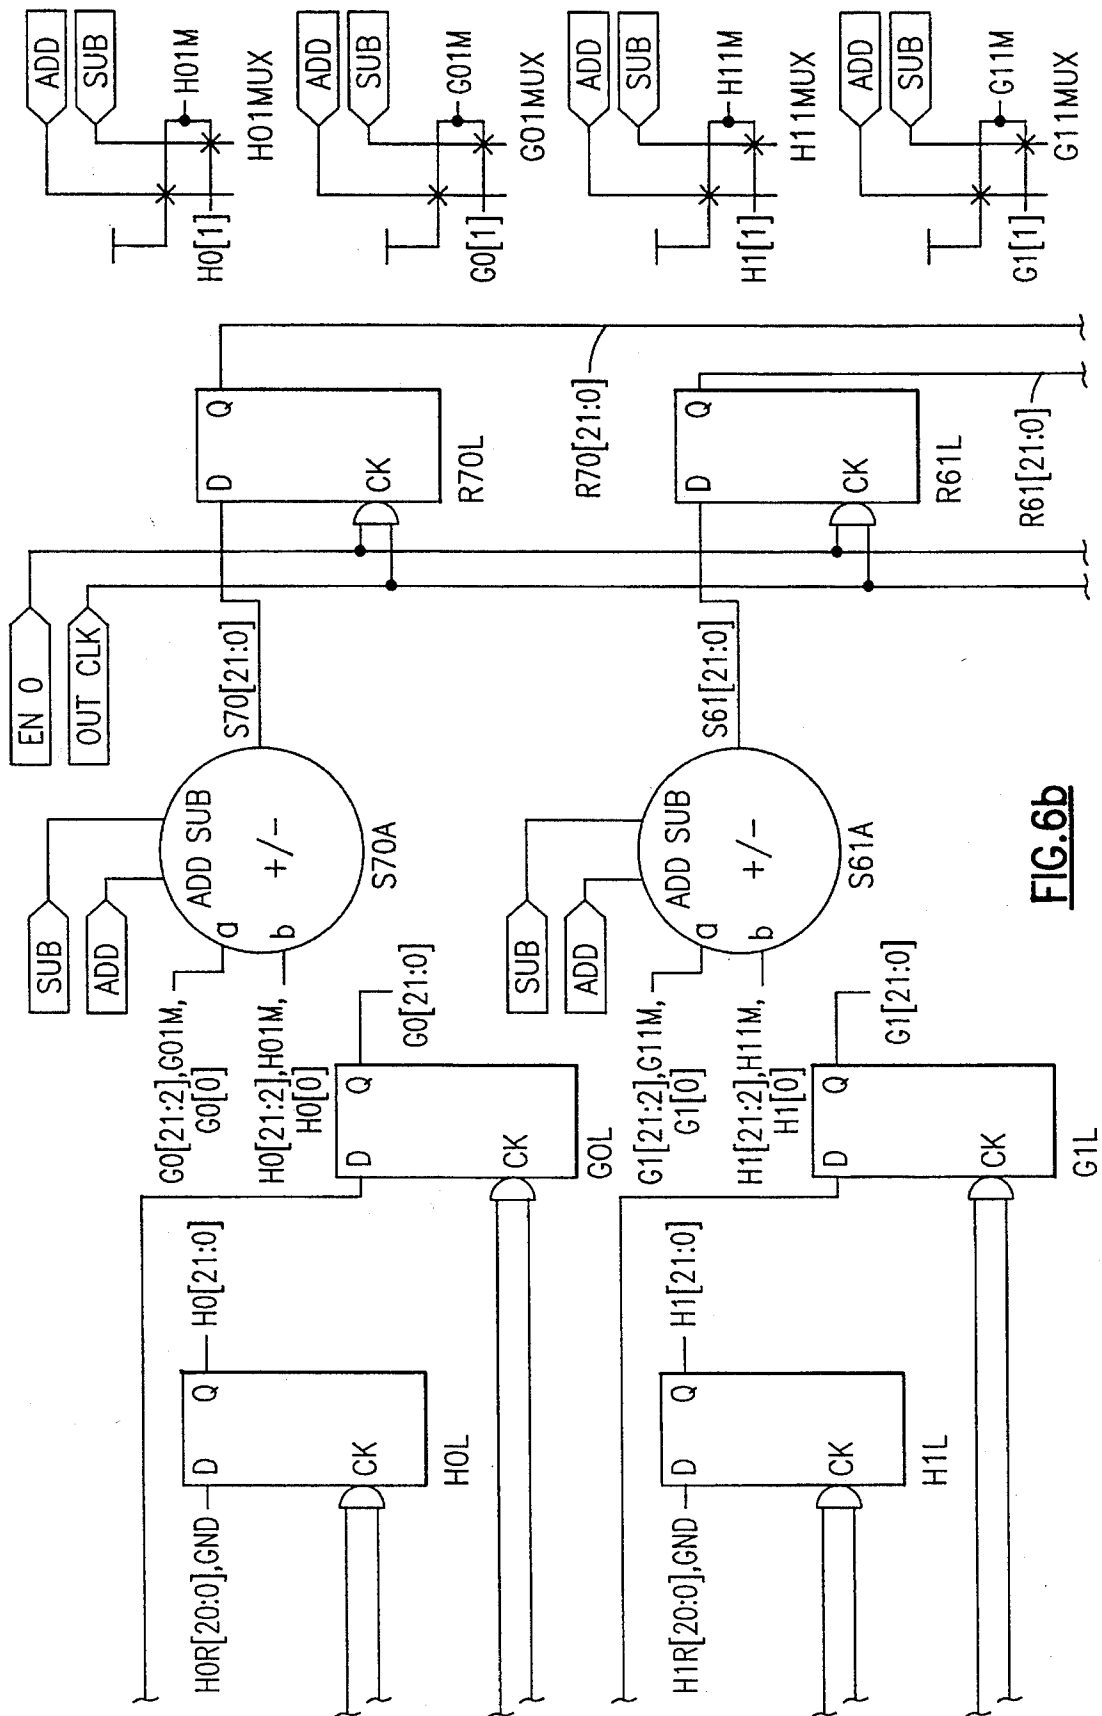 EN 0
OUT CLK
SUB
ADD
ADD SUB
a
b
+/-
S70A
G0[21:2],G01M,
G0[0]
H0[21:2],H01M,
H0[0]
S70[21:0]
D
Q
CK
R70L
R70[21:0]
H0R[20:0],GND
D
Q
CK
H0L
H0[21:0]
D
Q
CK
G0L
G0[21:0]
SUB
ADD
ADD SUB
a
b
+/-
S61A
G1[21:2],G11M,
G1[0]
H1[21:2],H11M,
H1[0]
S61[21:0]
D
Q
CK
R61L
R61[21:0]
H1R[20:0],GND
D
Q
CK
H1L
H1[21:0]
D
Q
CK
G1L
G1[21:0]
ADD
SUB
H01M
H0[1]
H01MUX
ADD
SUB
G01M
G0[1]
G01MUX
ADD
SUB
H11M
H1[1]
H11MUX
ADD
SUB
G11M
G1[1]
G11MUX
FIG.6b